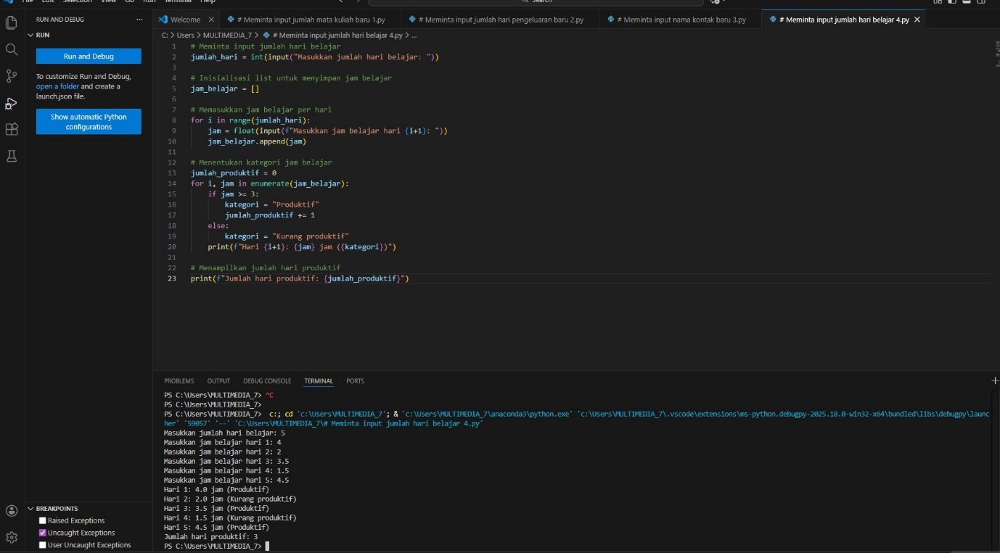 File Edit Selection View Go Run Terminal Help
Search
RUN AND DEBUG ...
RUN
Run and Debug
To customize Run and Debug,
open a folder and create a
launch.json file.
Show automatic Python
configurations
Welcome
# Meminta input jumlah mata kuliah baru 1.py
# Meminta input jumlah hari pengeluaran baru 2.py
# Meminta input nama kontak baru 3.py
# Meminta input jumlah hari belajar 4.py
C: > Users > MULTIMEDIA_7 > # Meminta input jumlah hari belajar 4.py > ...
1 # Meminta input jumlah hari belajar
2 jumlah_hari = int(input("Masukkan jumlah hari belajar: "))
3
4 # Inisialisasi list untuk menyimpan jam belajar
5 jam_belajar = []
6
7 # Memasukkan jam belajar per hari
8 for i in range(jumlah_hari):
9 jam = float(input(f"Masukkan jam belajar hari {i+1}: "))
10 jam_belajar.append(jam)
11
12 # Menentukan kategori jam belajar
13 jumlah_produktif = 0
14 for i, jam in enumerate(jam_belajar):
15 if jam >= 3:
16 kategori = "Produktif"
17 jumlah_produktif += 1
18 else:
19 kategori = "Kurang produktif"
20 print(f"Hari {i+1}: {jam} jam ({kategori})")
21
22 # Menampilkan jumlah hari produktif
23 print(f"Jumlah hari produktif: {jumlah_produktif}")
PROBLEMS OUTPUT DEBUG CONSOLE TERMINAL PORTS
PS C:\Users\MULTIMEDIA_7> ^C
PS C:\Users\MULTIMEDIA_7>
PS C:\Users\MULTIMEDIA_7> c:; cd 'c:\Users\MULTIMEDIA_7'; & 'c:\Users\MULTIMEDIA_7\anaconda3\python.exe' 'c:\Users\MULTIMEDIA_7\.vscode\extensions\ms-python.debugpy-2025.18.0-win32-x64\bundled\libs\debugpy\launc
her' '59057' '--' 'C:\Users\MULTIMEDIA_7\# Meminta input jumlah hari belajar 4.py'
Masukkan jumlah hari belajar: 5
Masukkan jam belajar hari 1: 4
Masukkan jam belajar hari 2: 2
Masukkan jam belajar hari 3: 3.5
Masukkan jam belajar hari 4: 1.5
Masukkan jam belajar hari 5: 4.5
Hari 1: 4.0 jam (Produktif)
Hari 2: 2.0 jam (Kurang produktif)
Hari 3: 3.5 jam (Produktif)
Hari 4: 1.5 jam (Kurang produktif)
Hari 5: 4.5 jam (Produktif)
Jumlah hari produktif: 3
PS C:\Users\MULTIMEDIA_7>
BREAKPOINTS
Raised Exceptions
Uncaught Exceptions
User Uncaught Exceptions